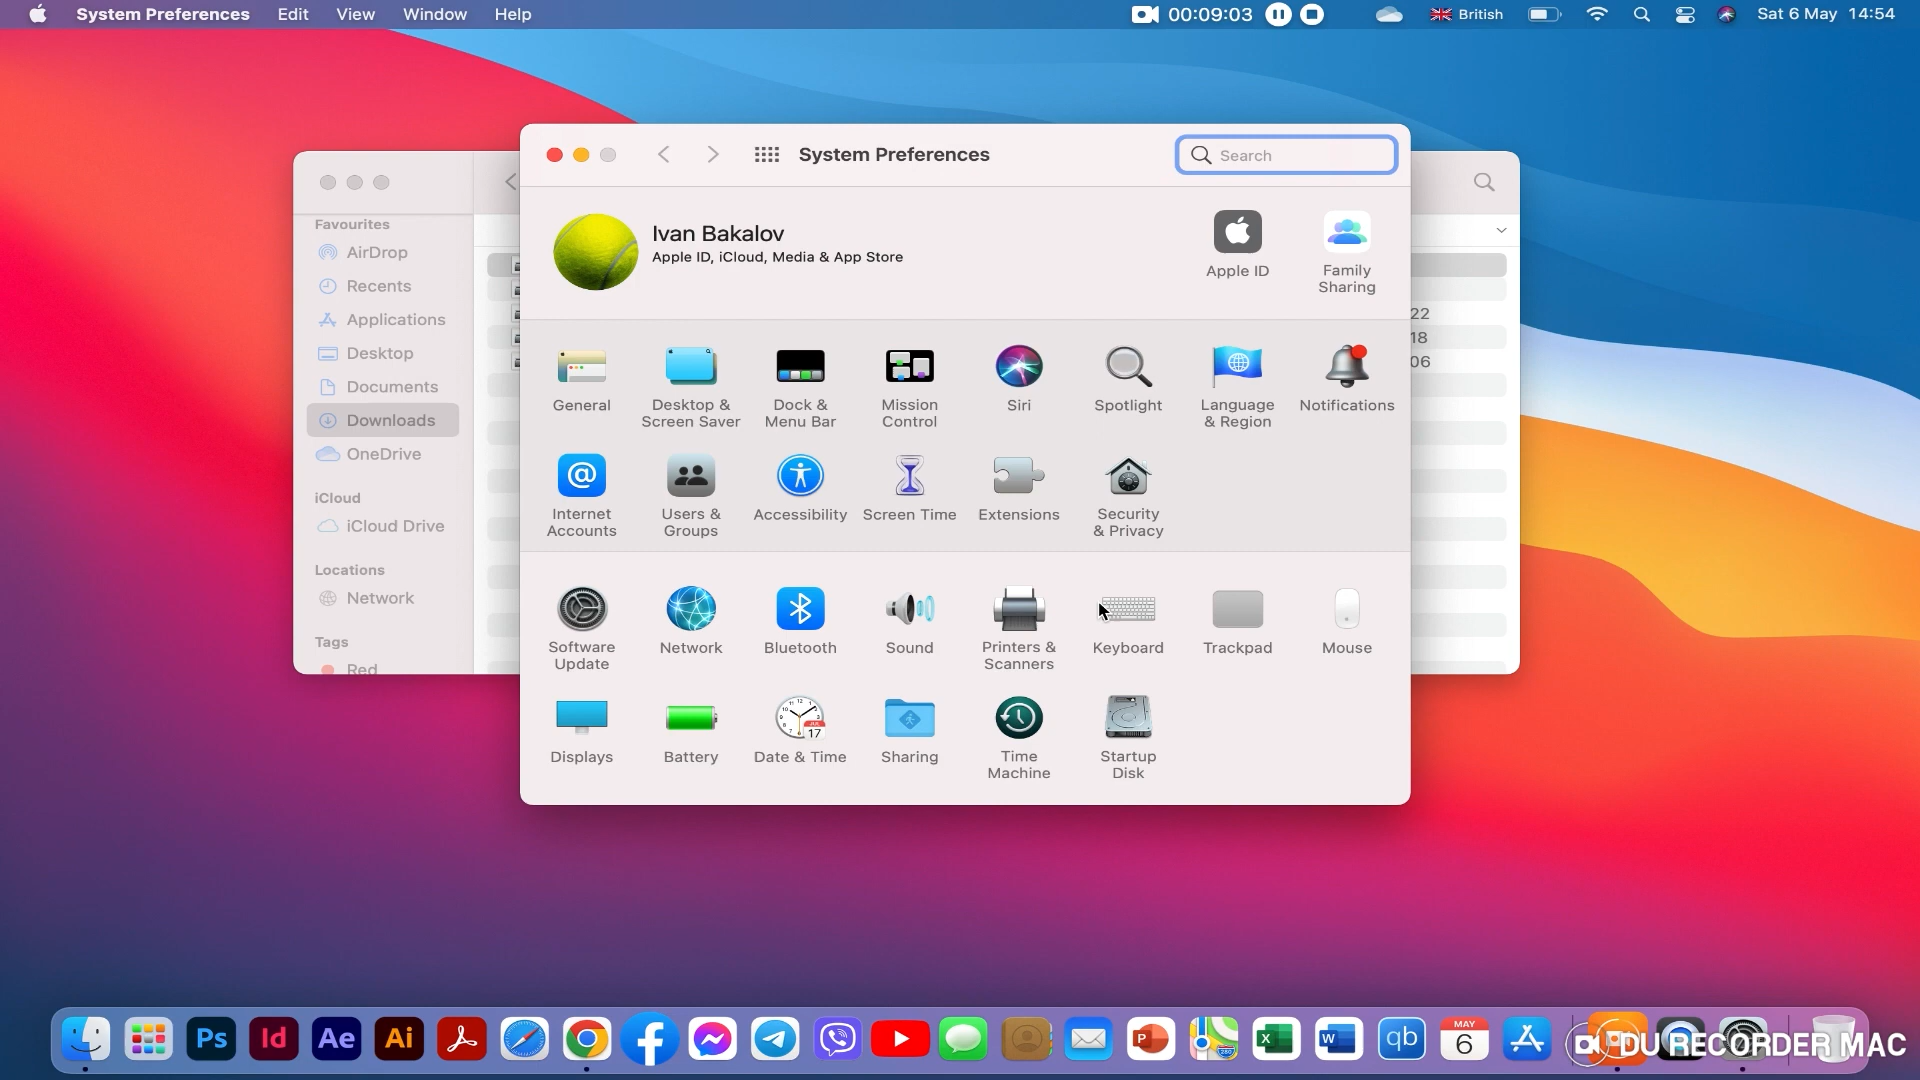 System Preferences Edit View Window Help
00:09:03
British
Sat 6 May 14:54
System Preferences
Search
Ivan Bakalov
Apple ID, iCloud, Media & App Store
Apple ID
Family
Sharing
Favourites
AirDrop
Recents
Applications
Desktop
Documents
Downloads
OneDrive
iCloud
iCloud Drive
Locations
Network
Tags
Red
22
18
06
General
Desktop &
Screen Saver
Dock &
Menu Bar
Mission
Control
Siri
Spotlight
Language
& Region
Notifications
Internet
Accounts
Users &
Groups
Accessibility
Screen Time
Extensions
Security
& Privacy
Software
Update
Network
Bluetooth
Sound
Printers &
Scanners
Keyboard
Trackpad
Mouse
Displays
Battery
JUL
17
Date & Time
Sharing
Time
Machine
Startup
Disk
Ps
Id
Ae
Ai
P
280
X
W
qb
MAY
6
DU RECORDER MAC